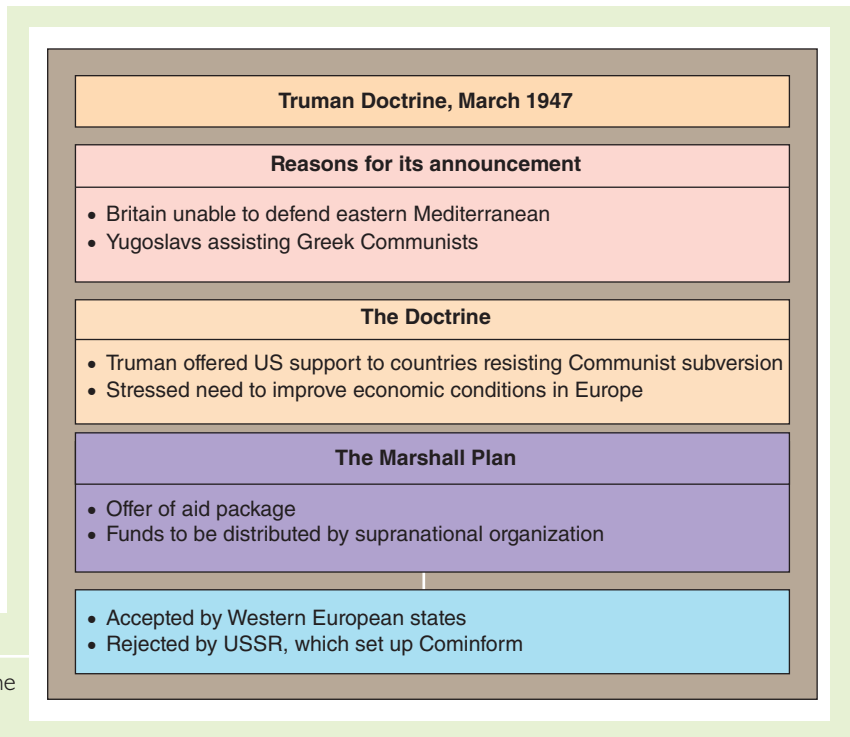 Truman Doctrine, March 1947
Reasons for its announcement
• Britain unable to defend eastern Mediterranean
• Yugoslavs assisting Greek Communists
The Doctrine
• Truman offered US support to countries resisting Communist subversion
• Stressed need to improve economic conditions in Europe
The Marshall Plan
• Offer of aid package
• Funds to be distributed by supranational organization
• Accepted by Western European states
• Rejected by USSR, which set up Cominform